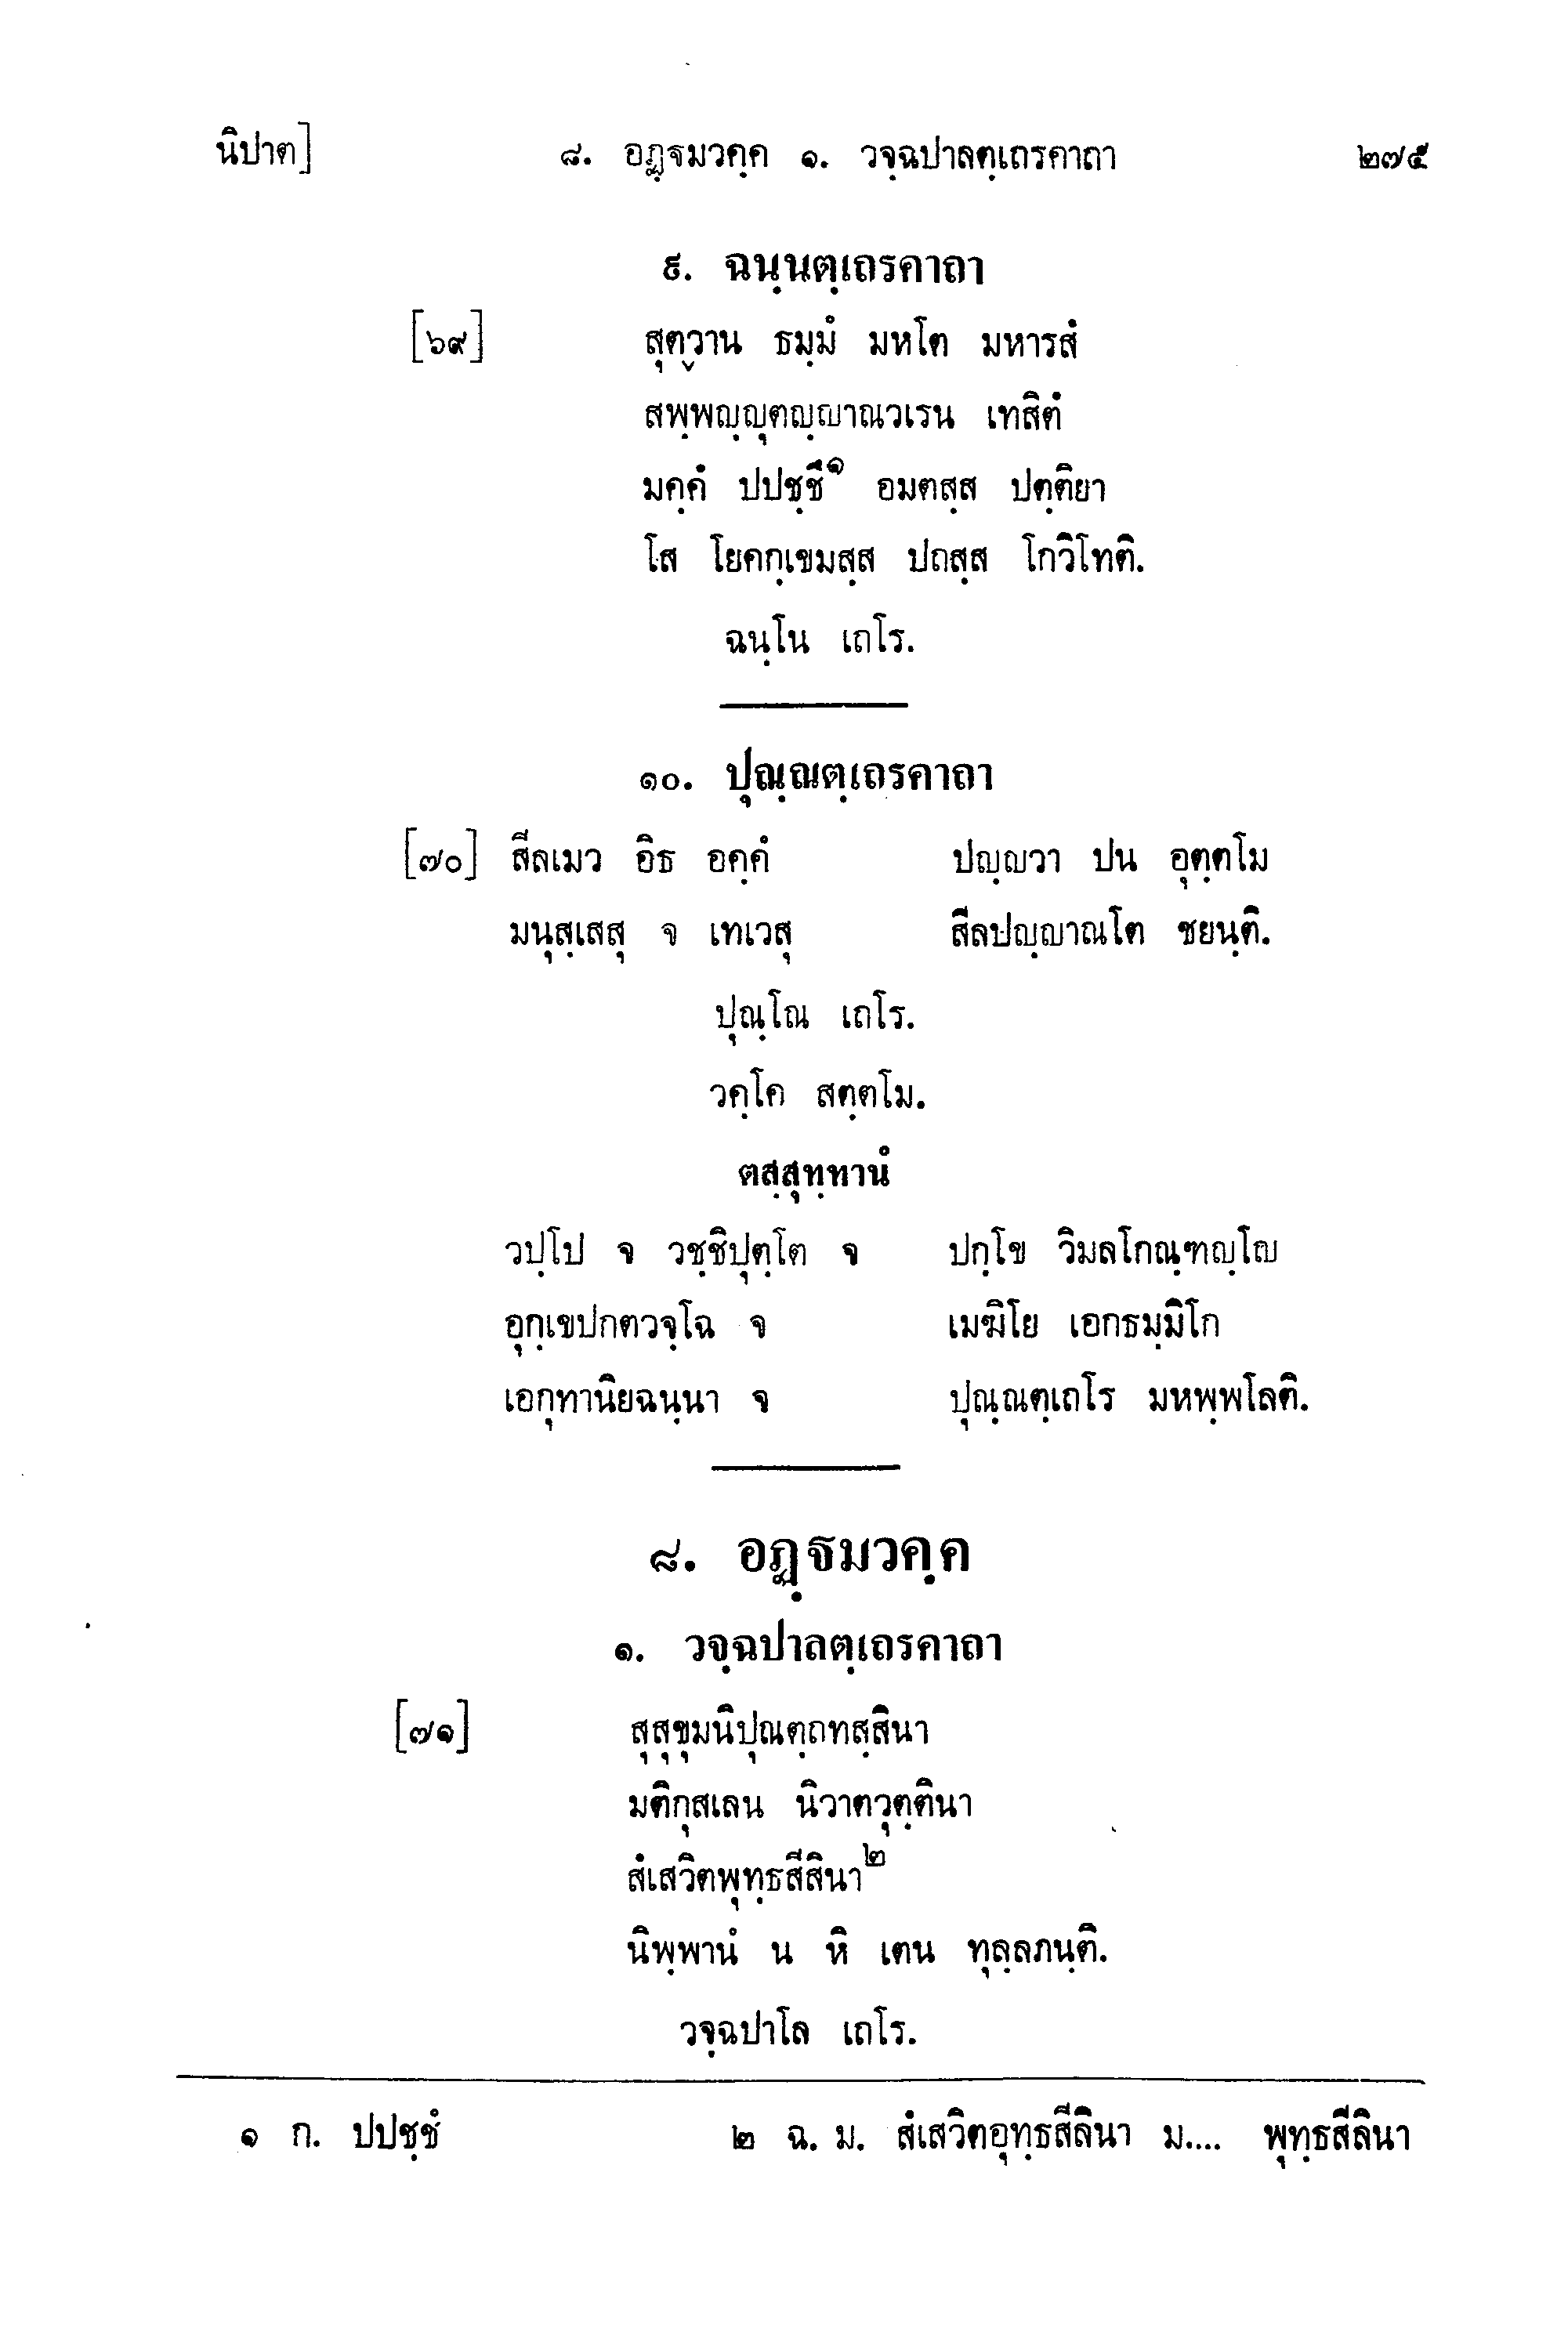 นิปาต] ๘. อฏฺฐมวคฺค ๑. วจฺฉปาลตฺเถรคาถา ๒๗๕
๙. ฉนฺนตฺเถรคาถา
[๖๙] สุตฺวาน ธมฺมํ มหโต มหารสํ
สพฺพญฺญุตญฺญาณวเรน เทสิตํ
มคฺคํ ปปชฺชึ๑ อมตสฺส ปตฺติยา
โส โยคกฺเขมสฺส ปถสฺส โกวิโทติ.
ฉนฺโน เถโร.
๑๐. ปุณฺณตฺเถรคาถา
[๗๐] สีลเมว อิธ อคฺคํ ปญฺญวา ปน อุตฺตโม
มนุสฺเสสุ จ เทเวสุ สีลปญฺญาณโต ชยนฺติ.
ปุณฺโณ เถโร.
วคฺโค สตฺตโม.
ตสฺสุทฺทานํ
วปฺโป จ วชฺชิปุตฺโต จ ปกฺโข วิมลโกณฺฑญฺโญ
อุกฺเขปกตวจฺโฉ จ เมฆิโย เอกธมฺมิโก
เอกุทานิยฉนฺนา จ ปุณฺณตฺเถโร มหพฺพโลติ.
๘. อฏฺฐมวคฺค
๑. วจฺฉปาลตฺเถรคาถา
[๗๑] สุสุขุมนิปุณตฺถทสฺสินา
มติกุสเลน นิวาตวุตฺตินา
สํเสวิตพุทฺธสีสินา๒
นิพฺพานํ น หิ เตน ทุลฺลภนฺติ.
วจฺฉปาโล เถโร.
๑ ก. ปปชฺชํ ๒ ฉ. ม. สํเสวิตอุทฺธสีลินา ม.... พุทฺธสีลินา